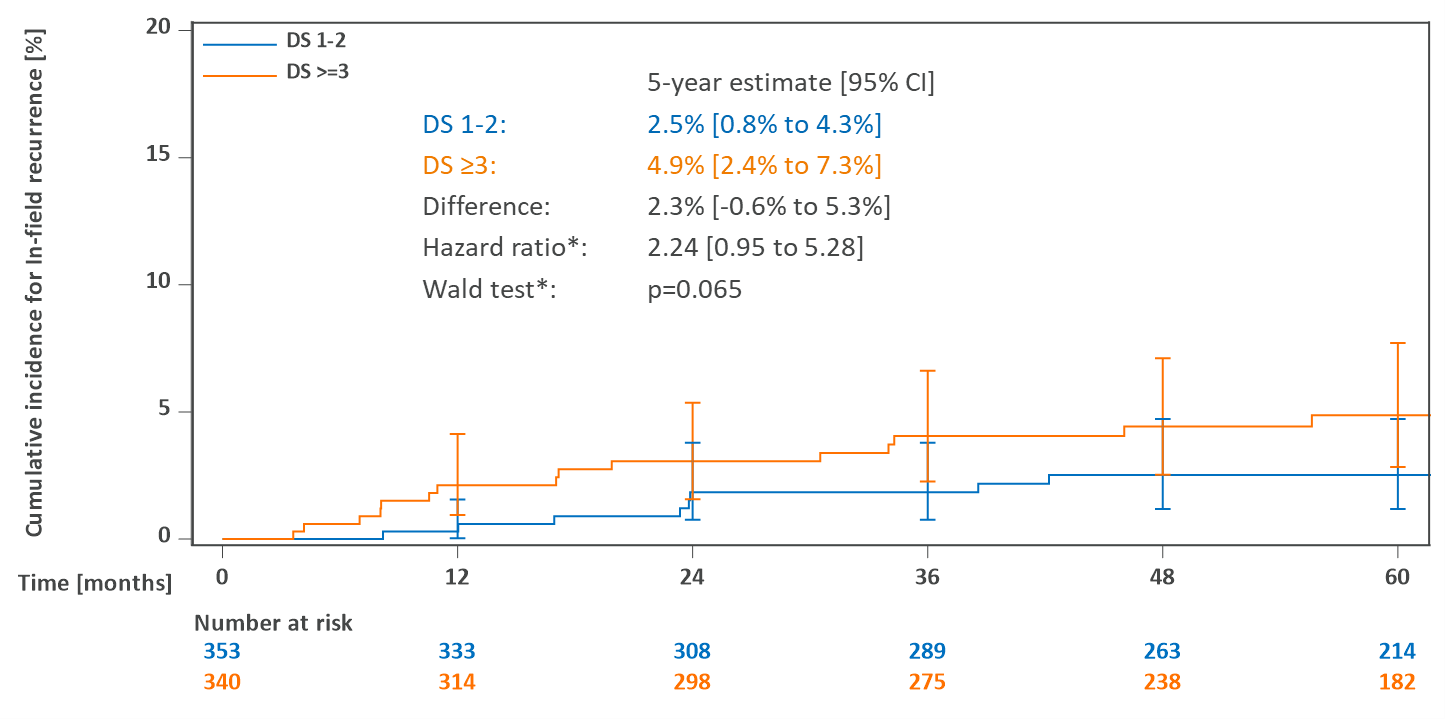 Cumulative incidence for In-field recurrence [%]
20
15
10
5
0
DS 1-2
DS >=3
5-year estimate [95% CI]
DS 1-2: 2.5% [0.8% to 4.3%]
DS ≥3: 4.9% [2.4% to 7.3%]
Difference: 2.3% [-0.6% to 5.3%]
Hazard ratio*: 2.24 [0.95 to 5.28]
Wald test*: p=0.065
Time [months] 0 12 24 36 48 60
Number at risk
353 333 308 289 263 214
340 314 298 275 238 182